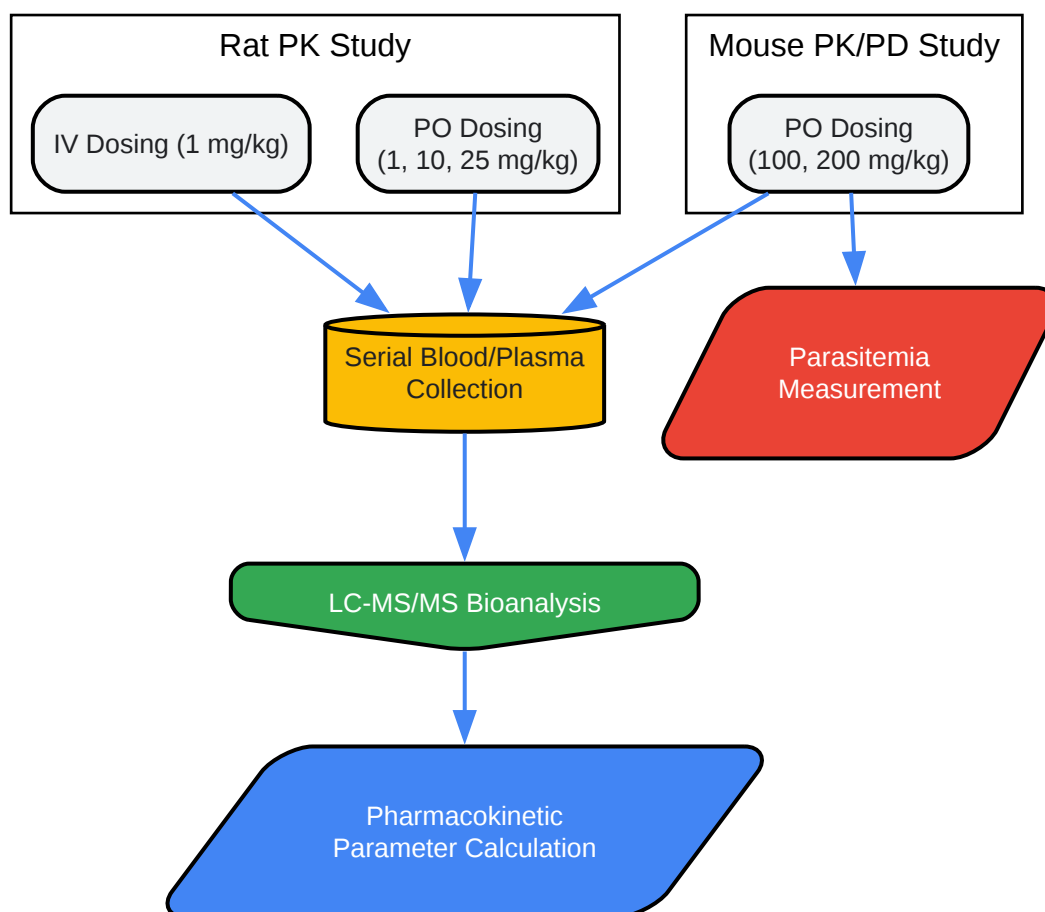 Rat PK Study
Mouse PK/PD Study
IV Dosing (1 mg/kg)
PO Dosing
(1, 10, 25 mg/kg)
PO Dosing
(100, 200 mg/kg)
Serial Blood/Plasma
Collection
Parasitemia
Measurement
LC-MS/MS Bioanalysis
Pharmacokinetic
Parameter Calculation